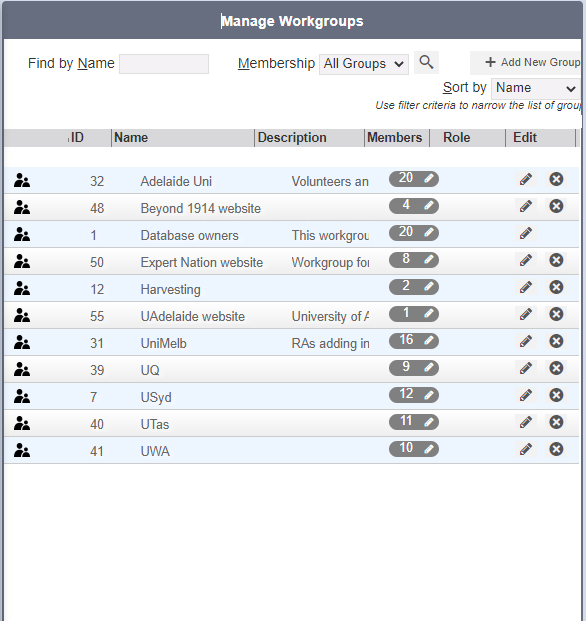 Manage Workgroups
Find by Name Membership All Groups Add New Group
Sort by Name
Use filter criteria to narrow the list of group
ID Name Description Members Role Edit
32 Adelaide Uni Volunteers an 20
48 Beyond 1914 website 4
1 Database owners This workgrou 20
50 Expert Nation website Workgroup for 8
12 Harvesting 2
55 UAdelaide website University of A 1
31 UniMelb RAs adding in 16
39 UQ 9
7 USyd 12
40 UTas 11
41 UWA 10